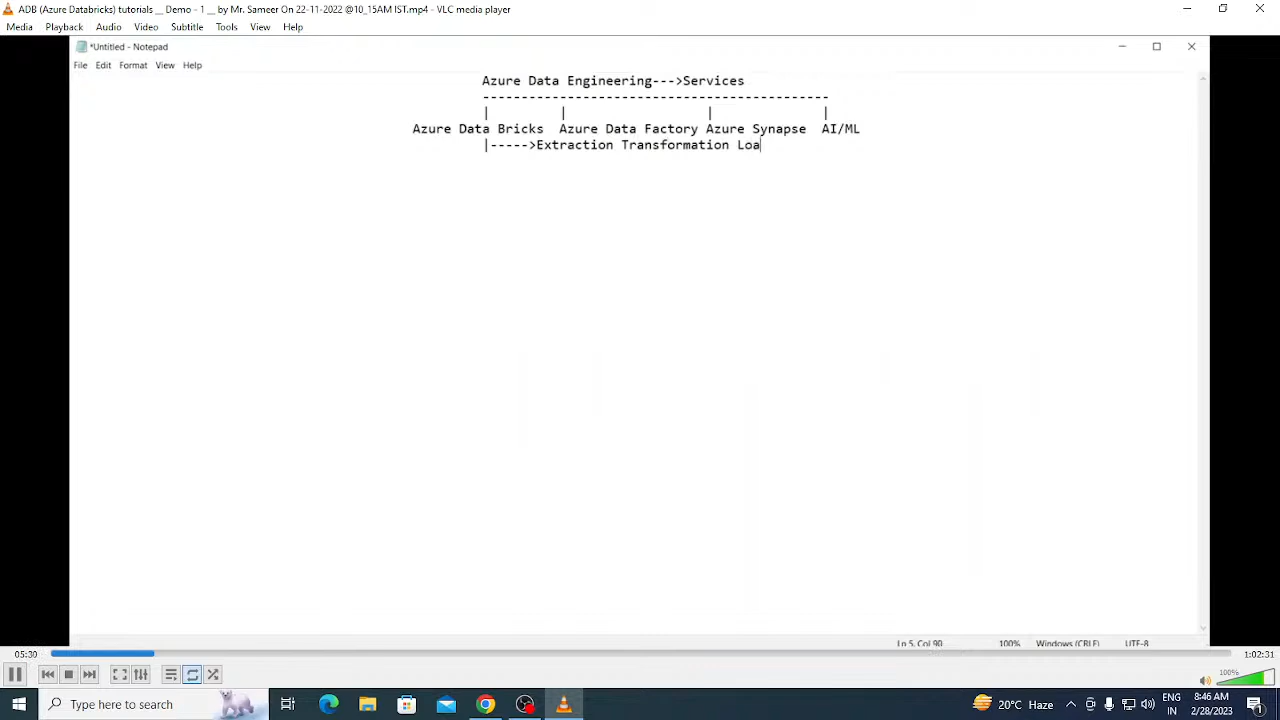 ADB (Azure Databricks) tutorials __ Demo - 1 __ by Mr. Sameer On 22-11-2022 @10_15AM IST.mp4 - VLC media player
Media Playback Audio Video Subtitle Tools View Help
*Untitled - Notepad
File Edit Format View Help
Azure Data Engineering--->Services
---------------------------------------------
| | | |
Azure Data Bricks Azure Data Factory Azure Synapse AI/ML
|----->Extraction Transformation Loa
Ln 5, Col 90 100% Windows (CRLF) UTF-8
05:30 1:02:31
100%
Type here to search 20°C Haze ENG 8:46 AM
IN 2/28/2023